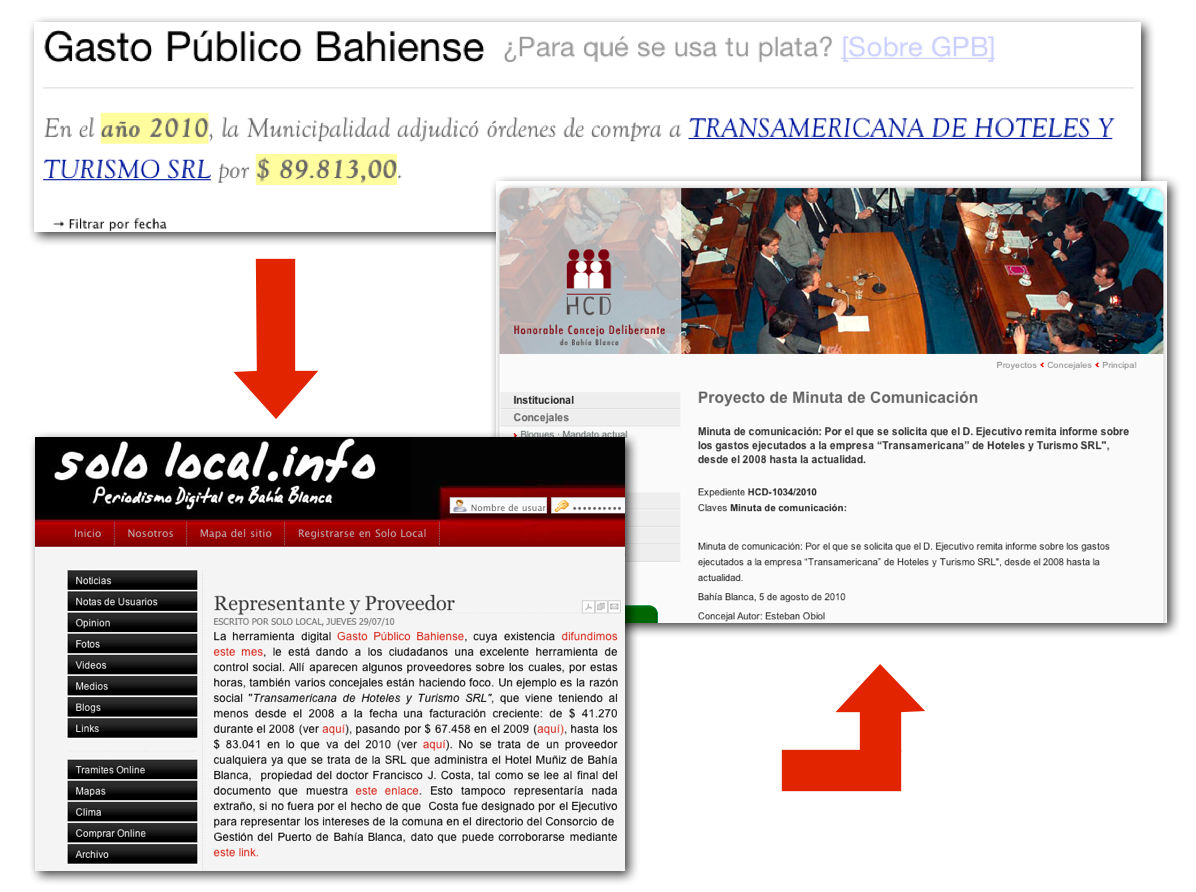 Gasto Público Bahiense ¿Para qué se usa tu plata? [Sobre GPB]
En el año 2010, la Municipalidad adjudicó órdenes de compra a TRANSAMERICANA DE HOTELES Y
TURISMO SRL por $ 89.813,00.
→ Filtrar por fecha
HCD
Honorable Concejo Deliberante
de Bahía Blanca
Proyectos < Concejales < Principal
Institucional
Concejales
Bloques - Mandato actual
Proyecto de Minuta de Comunicación
Minuta de comunicación: Por el que se solicita que el D. Ejecutivo remita informe sobre
los gastos ejecutados a la empresa “Transamericana” de Hoteles y Turismo SRL",
desde el 2008 hasta la actualidad.
Expediente HCD-1034/2010
Claves Minuta de comunicación:
Minuta de comunicación: Por el que se solicita que el D. Ejecutivo remita informe sobre los gastos
ejecutados a la empresa “Transamericana” de Hoteles y Turismo SRL", desde el 2008 hasta la
actualidad.
Bahía Blanca, 5 de agosto de 2010
Concejal Autor: Esteban Obiol
solo local.info
Periodismo Digital en Bahía Blanca
Nombre de usuar
Inicio
Nosotros
Mapa del sitio
Registrarse en Solo Local
Noticias
Notas de Usuarios
Opinion
Fotos
Videos
Medios
Blogs
Links
Tramites Online
Mapas
Clima
Comprar Online
Archivo
Representante y Proveedor
ESCRITO POR SOLO LOCAL, JUEVES 29/07/10
La herramienta digital Gasto Público Bahiense, cuya existencia difundimos
este mes, le está dando a los ciudadanos una excelente herramienta de
control social. Allí aparecen algunos proveedores sobre los cuales, por estas
horas, también varios concejales están haciendo foco. Un ejemplo es la razón
social "Transamericana de Hoteles y Turismo SRL", que viene teniendo al
menos desde el 2008 a la fecha una facturación creciente: de $ 41.270
durante el 2008 (ver aquí), pasando por $ 67.458 en el 2009 (aquí), hasta los
$ 83.041 en lo que va del 2010 (ver aquí). No se trata de un proveedor
cualquiera ya que se trata de la SRL que administra el Hotel Muñiz de Bahía
Blanca, propiedad del doctor Francisco J. Costa, tal como se lee al final del
documento que muestra este enlace. Esto tampoco representaría nada
extraño, si no fuera por el hecho de que Costa fue designado por el Ejecutivo
para representar los intereses de la comuna en el directorio del Consorcio de
Gestión del Puerto de Bahía Blanca, dato que puede corroborarse mediante
este link.